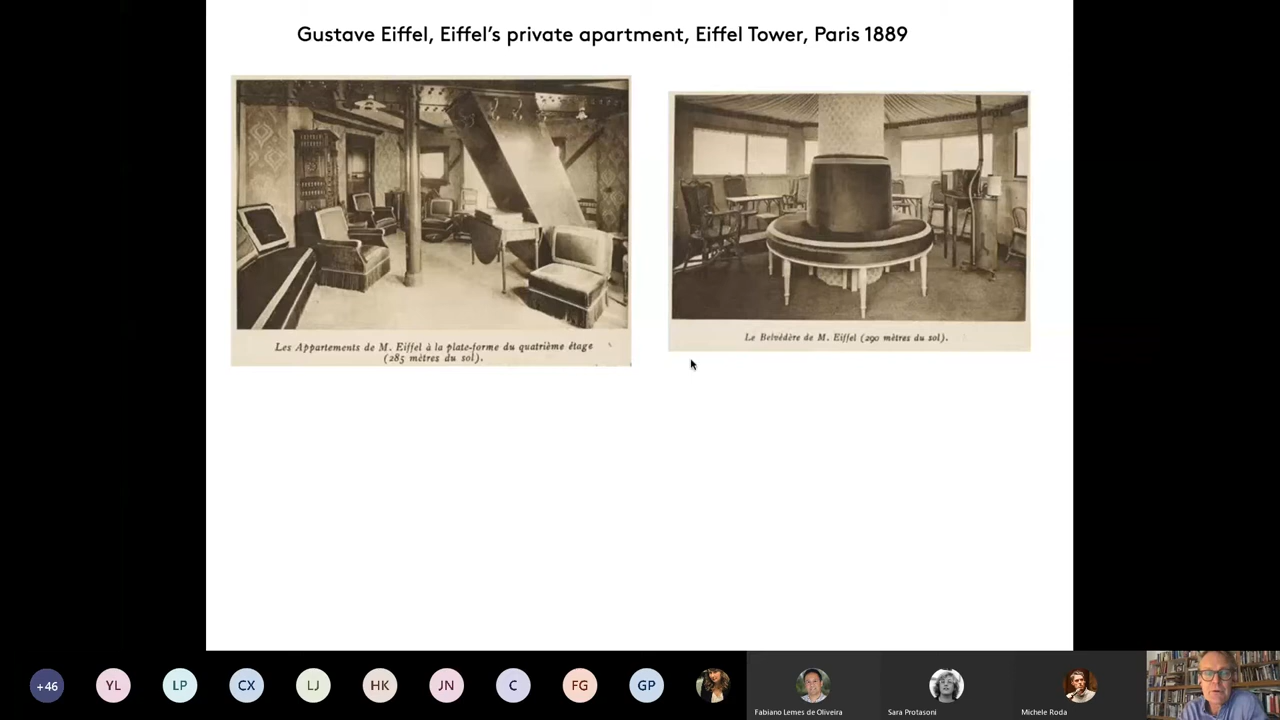 Gustave Eiffel, Eiffel’s private apartment, Eiffel Tower, Paris 1889
Les Appartements de M. Eiffel à la plate-forme du quatrième étage
(285 mètres du sol).
Le Belvédère de M. Eiffel (290 mètres du sol).
+46
YL
LP
CX
LJ
HK
JN
C
FG
GP
Fabiano Lemes de Oliveira
Sara Protasoni
Michele Roda